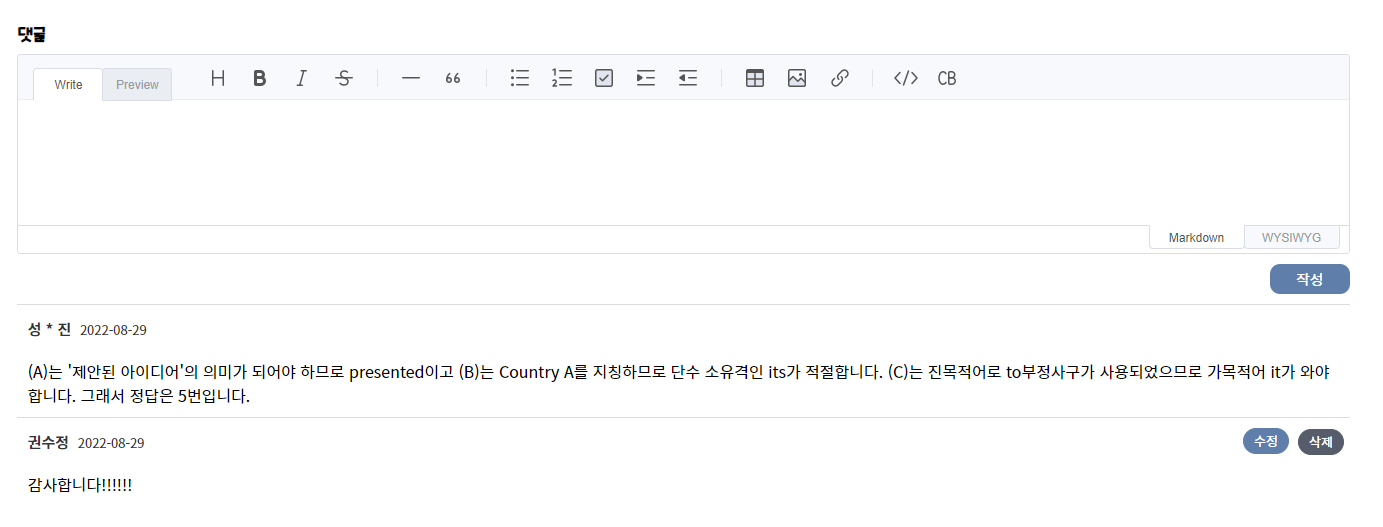 댓글
Write Preview H B I S 66 CB
Markdown WYSIWYG
작성
성 * 진 2022-08-29
(A)는 '제안된 아이디어'의 의미가 되어야 하므로 presented이고 (B)는 Country A를 지칭하므로 단수 소유격인 its가 적절합니다. (C)는 진목적어로 to부정사구가 사용되었으므로 가목적어 it가 와야
합니다. 그래서 정답은 5번입니다.
권수정 2022-08-29 수정 삭제
감사합니다!!!!!!